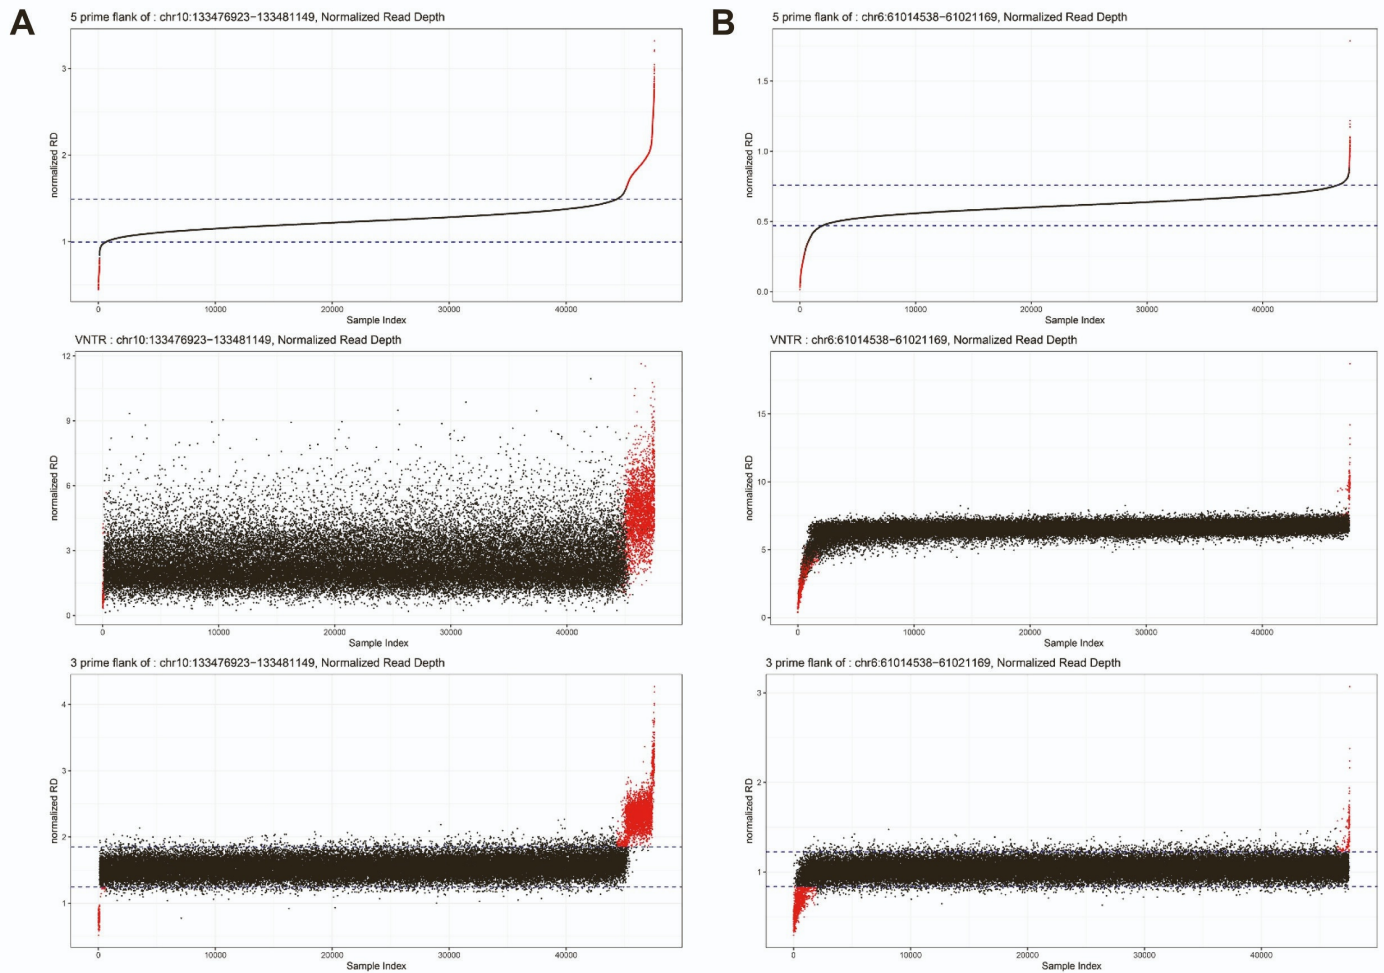 A
5 prime flank of : chr10:133476923−133481149, Normalized Read Depth
normalized RD
3
2
1
0
10000
20000
30000
40000
Sample Index
VNTR : chr10:133476923−133481149, Normalized Read Depth
normalized RD
12
9
6
3
0
0
10000
20000
30000
40000
Sample Index
3 prime flank of : chr10:133476923−133481149, Normalized Read Depth
normalized RD
4
3
2
1
0
10000
20000
30000
40000
Sample Index
B
5 prime flank of : chr6:61014538−61021169, Normalized Read Depth
normalized RD
1.5
1.0
0.5
0.0
0
10000
20000
30000
40000
Sample Index
VNTR : chr6:61014538−61021169, Normalized Read Depth
normalized RD
15
10
5
0
0
10000
20000
30000
40000
Sample Index
3 prime flank of : chr6:61014538−61021169, Normalized Read Depth
normalized RD
3
2
1
0
10000
20000
30000
40000
Sample Index